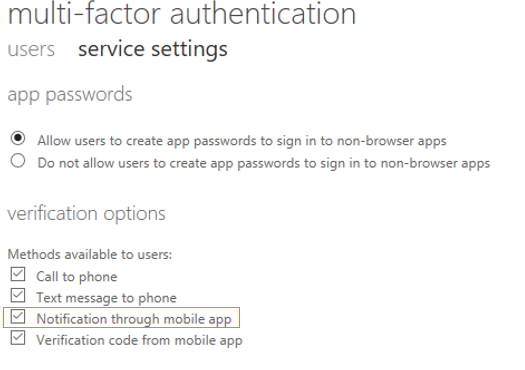 multi-factor authentication
users service settings
app passwords
Allow users to create app passwords to sign in to non-browser apps
Do not allow users to create app passwords to sign in to non-browser apps
verification options
Methods available to users:
Call to phone
Text message to phone
Notification through mobile app
Verification code from mobile app